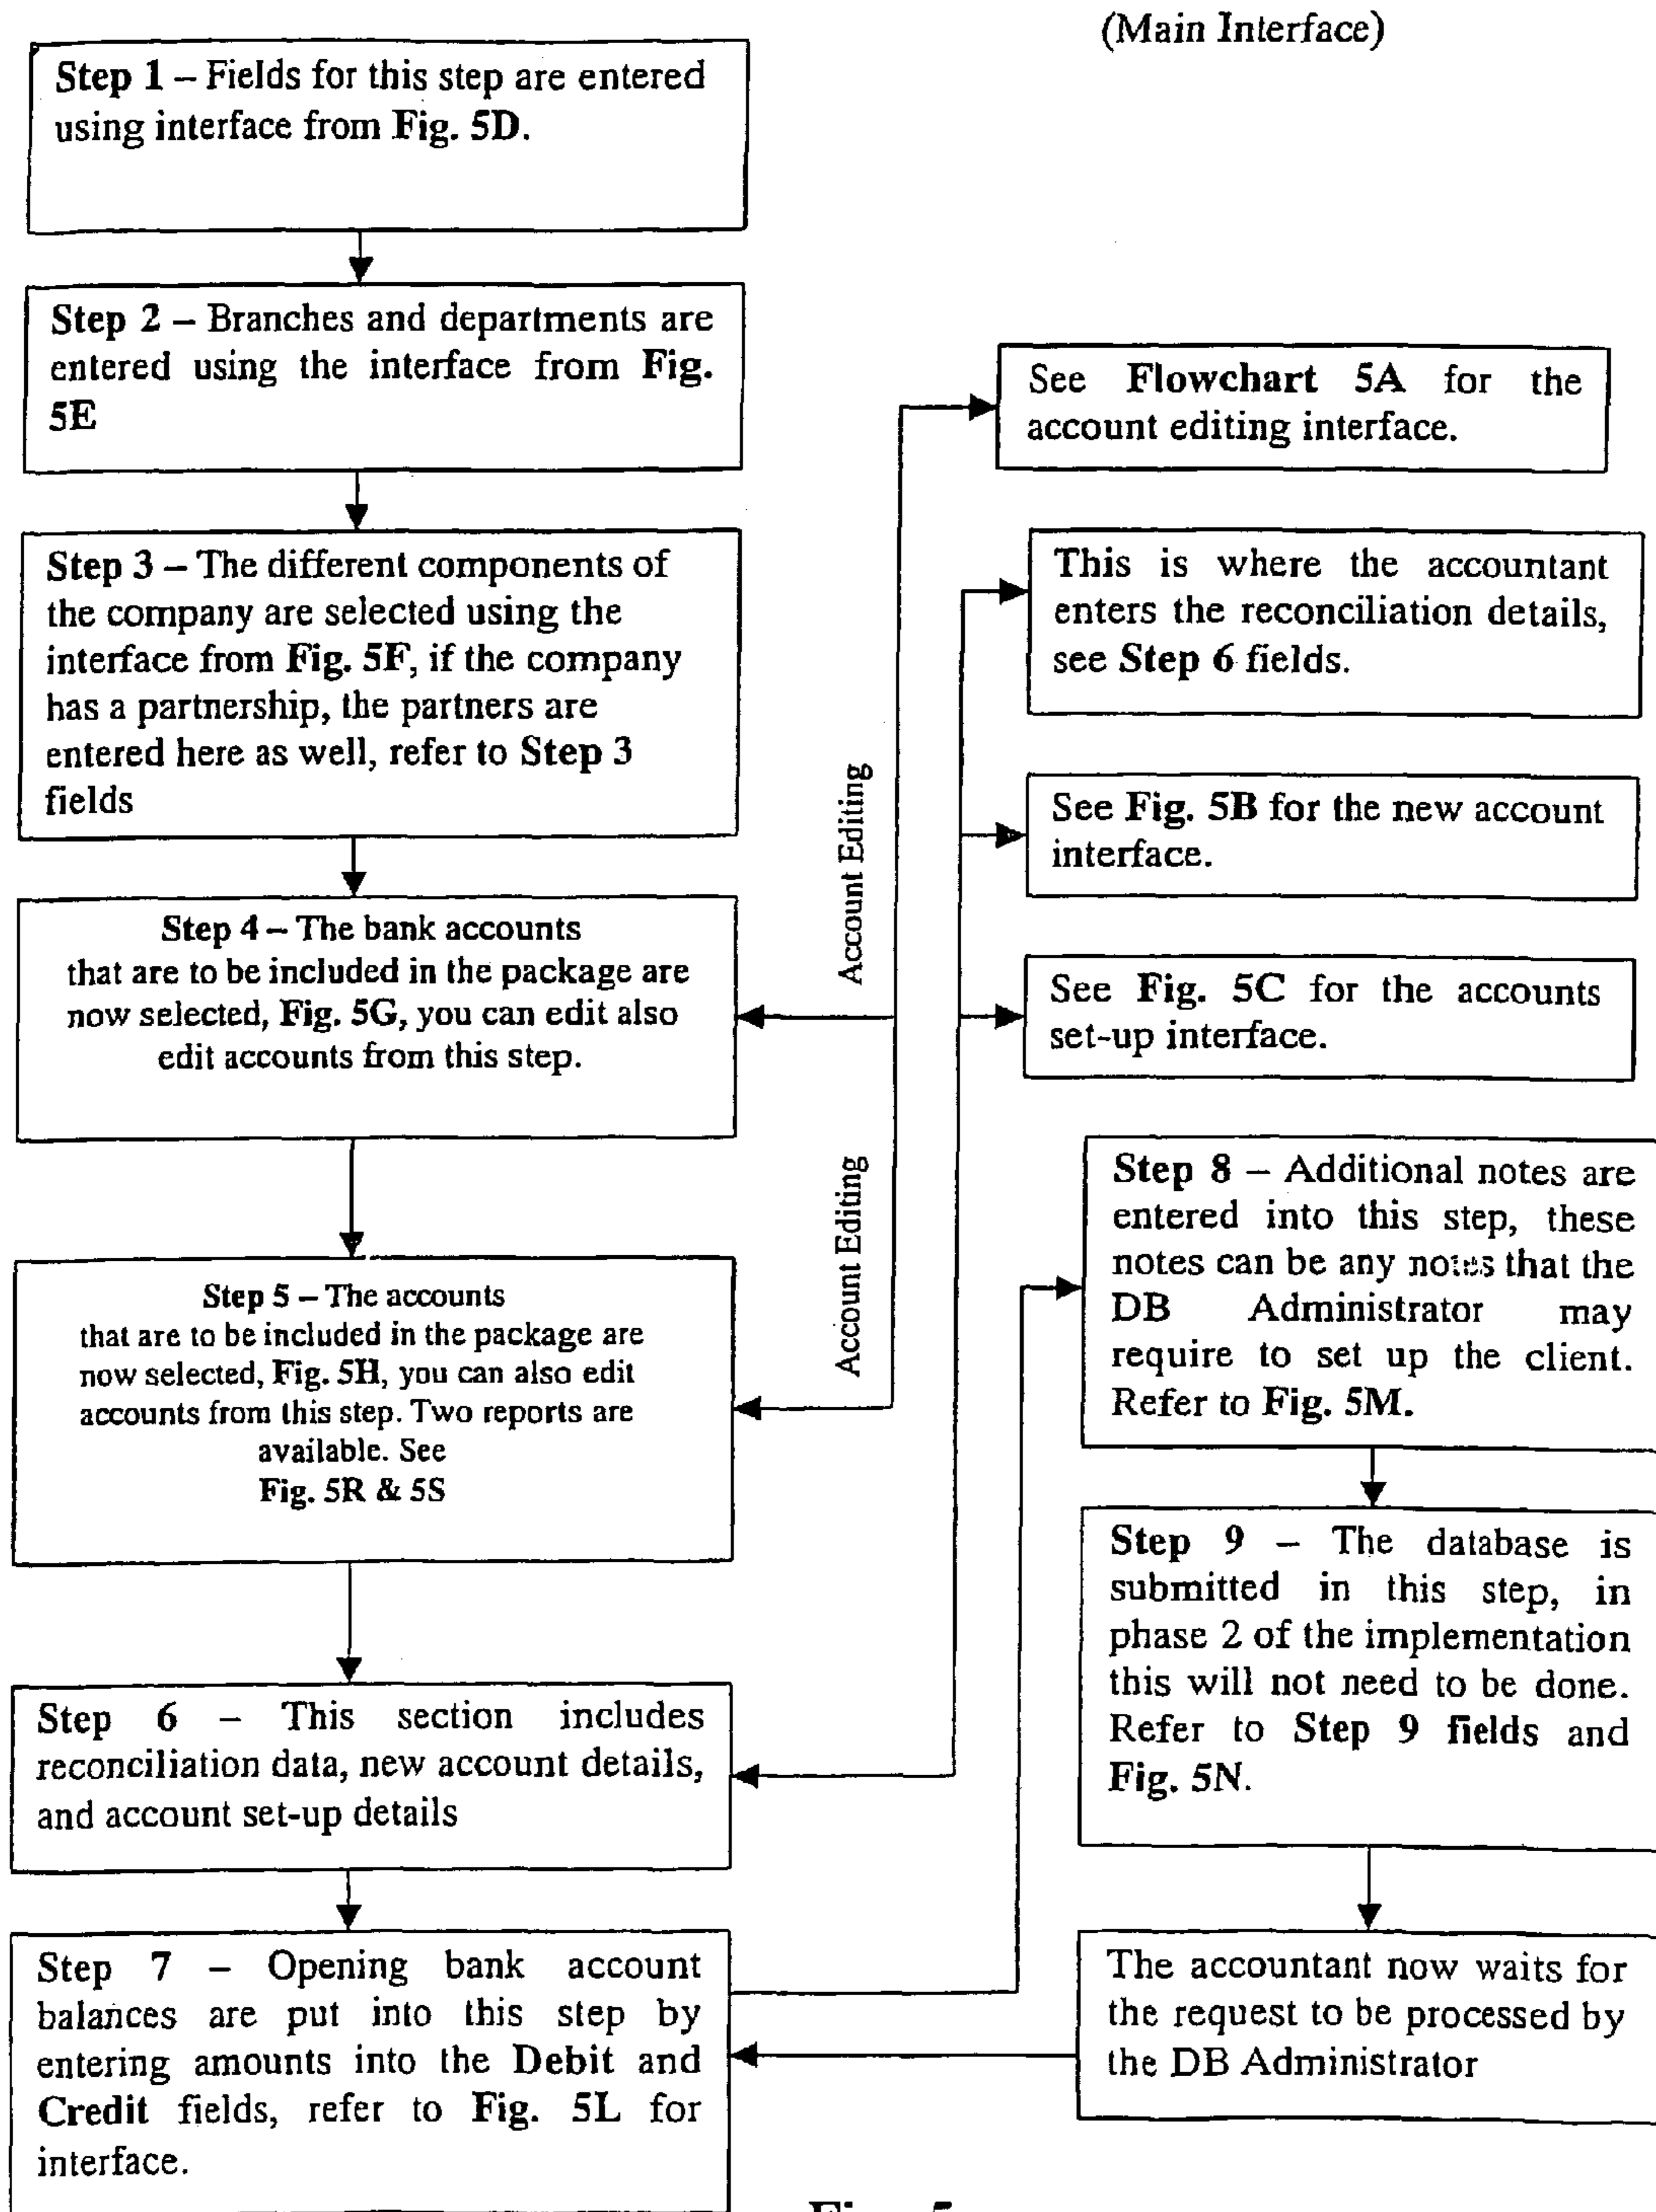 (Main Interface)
Step 1 – Fields for this step are entered
using interface from Fig. 5D.
Step 2 – Branches and departments are
entered using the interface from Fig.
5E
Step 3 – The different components of
the company are selected using the
interface from Fig. 5F, if the company
has a partnership, the partners are
entered here as well, refer to Step 3
fields
Step 4 – The bank accounts
that are to be included in the package are
now selected, Fig. 5G, you can edit also
edit accounts from this step.
Step 5 – The accounts
that are to be included in the package are
now selected, Fig. 5H, you can also edit
accounts from this step. Two reports are
available. See
Fig. 5R & 5S
Step 6 – This section includes
reconciliation data, new account details,
and account set-up details
Step 7 – Opening bank account
balances are put into this step by
entering amounts into the Debit and
Credit fields, refer to Fig. 5L for
interface.
Account Editing
Account Editing
See Flowchart 5A for the
account editing interface.
This is where the accountant
enters the reconciliation details,
see Step 6 fields.
See Fig. 5B for the new account
interface.
See Fig. 5C for the accounts
set-up interface.
Step 8 – Additional notes are
entered into this step, these
notes can be any notes that the
DB Administrator may
require to set up the client.
Refer to Fig. 5M.
Step 9 – The database is
submitted in this step, in
phase 2 of the implementation
this will not need to be done.
Refer to Step 9 fields and
Fig. 5N.
The accountant now waits for
the request to be processed by
the DB Administrator